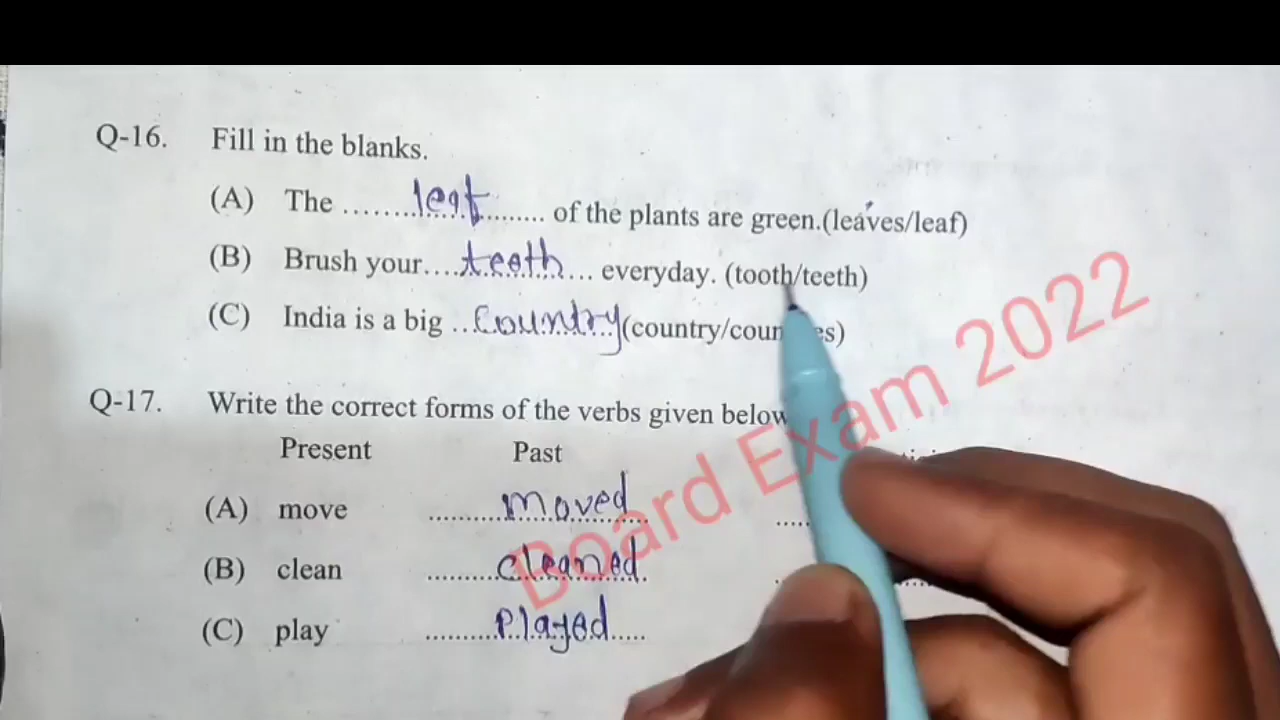 Q-16. Fill in the blanks.
(A) The .......leaf........ of the plants are green.(leaves/leaf)
(B) Brush your....teeth... everyday. (tooth/teeth)
(C) India is a big ...country(country/
Q-17. Write the correct forms of the verbs given below
Present Past
(A) move ..........moved...
(B) clean ..........cleaned.
(C) play ..........played.....
Board Exam 2022